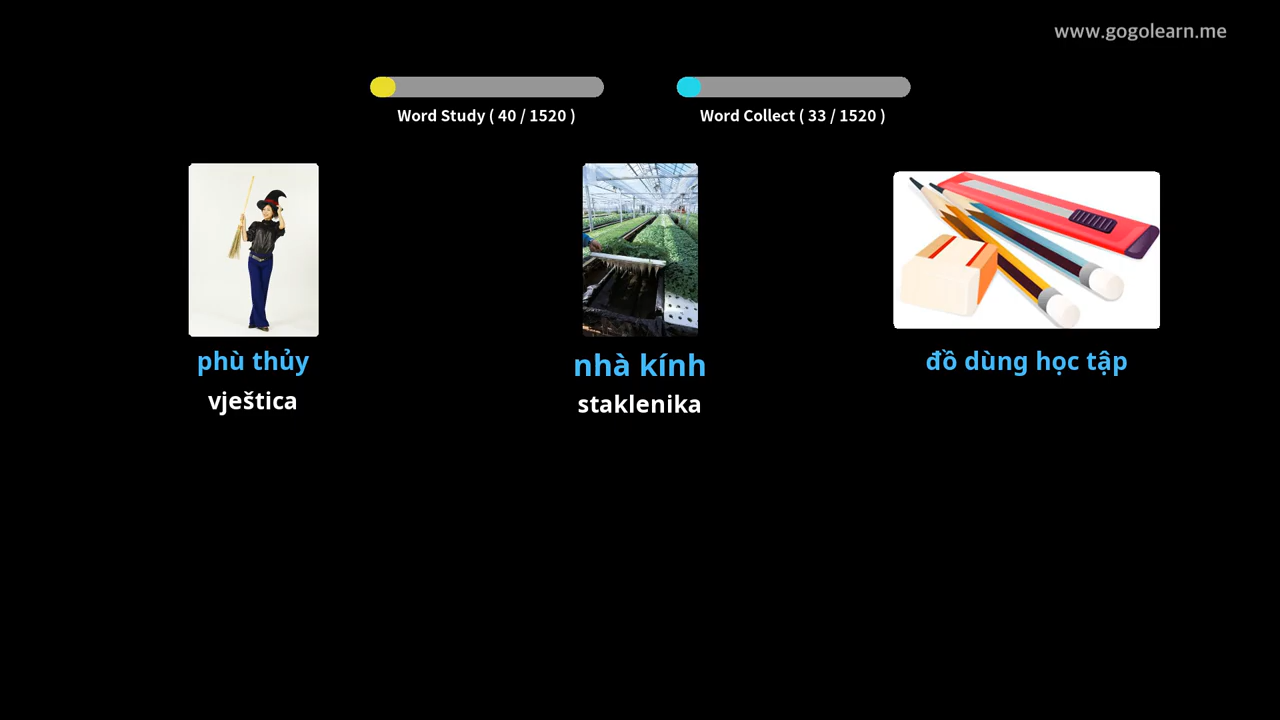 www.gogolearn.me
Word Study ( 40 / 1520 )
Word Collect ( 33 / 1520 )
phù thủy
nhà kính
đồ dùng học tập
vještica
staklenika